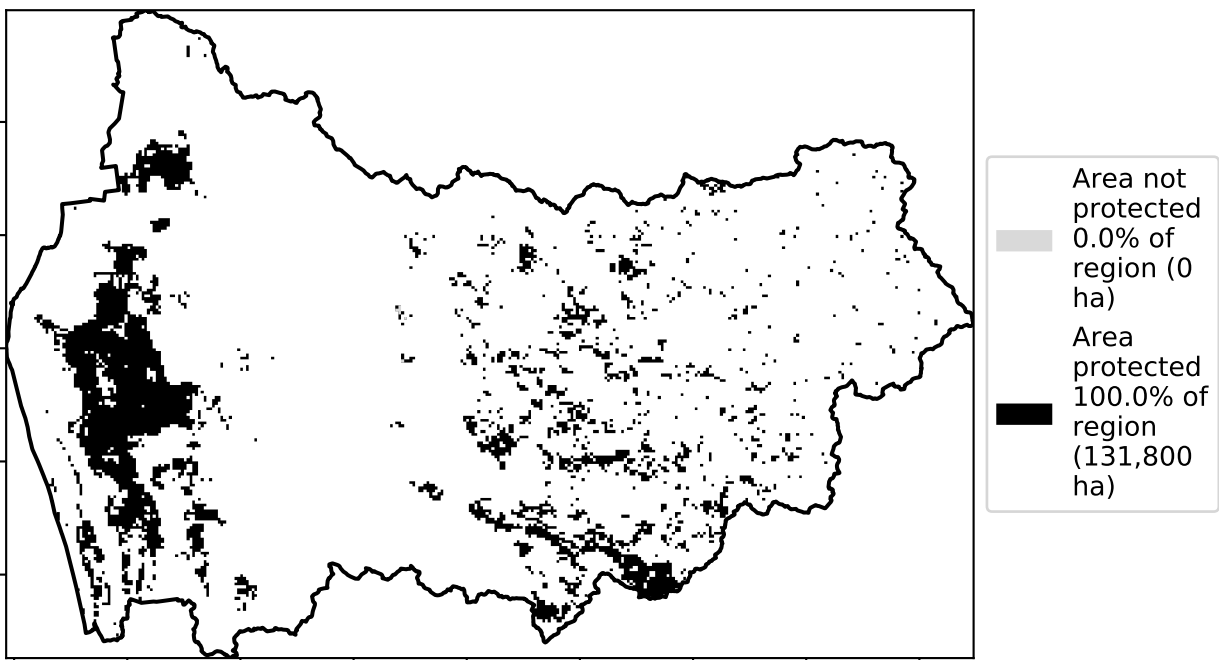 Area not
protected
0.0% of
region (0
ha)
Area
protected
100.0% of
region
(131,800
ha)